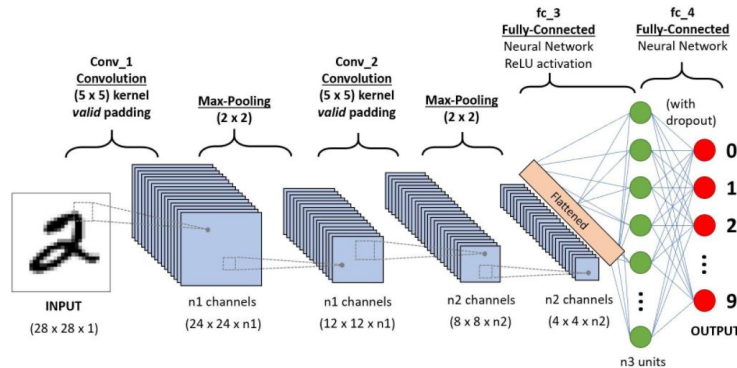 fc_3
Fully-Connected
Neural Network
ReLU activation
fc_4
Fully-Connected
Neural Network
Conv_1
Convolution
(5 x 5) kernel
valid padding
Max-Pooling
(2 x 2)
Conv_2
Convolution
(5 x 5) kernel
valid padding
Max-Pooling
(2 x 2)
(with
dropout)
Flattened
0
1
2
9
OUTPUT
INPUT
(28 x 28 x 1)
n1 channels
(24 x 24 x n1)
n1 channels
(12 x 12 x n1)
n2 channels
(8 x 8 x n2)
n2 channels
(4 x 4 x n2)
n3 units